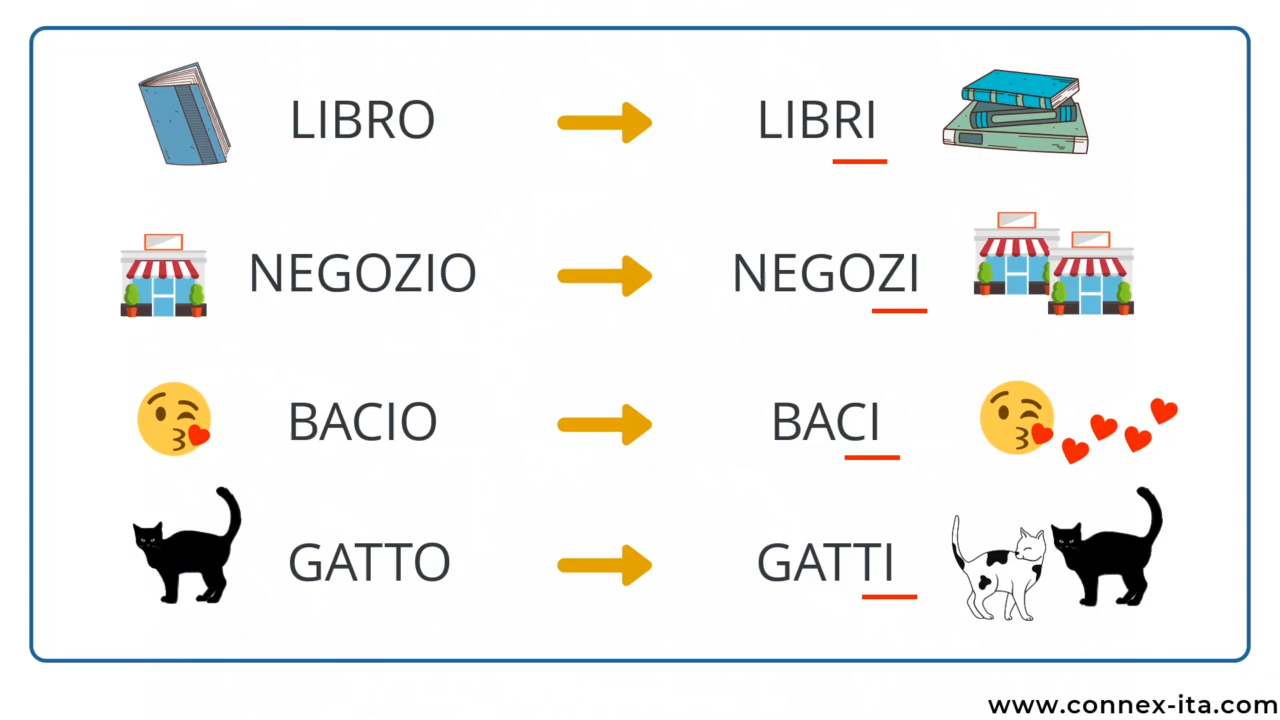 LIBRO LIBRI
NEGOZIO NEGOZI
BACIO BACI
GATTO GATTI
www.connex-ita.com